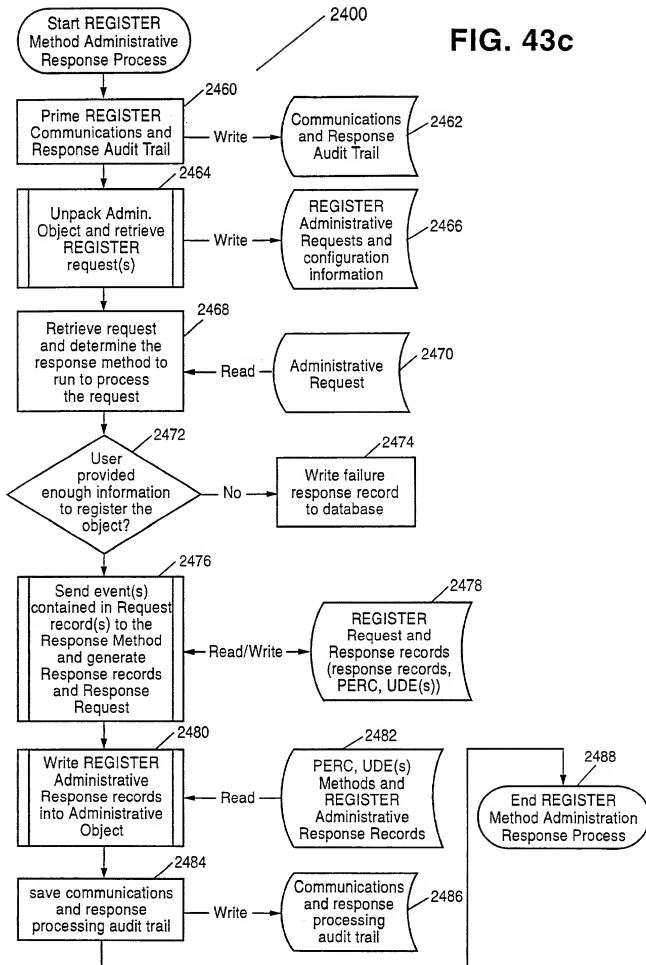 Start REGISTER
Method Administrative
Response Process
2400
FIG. 43c
2460
Prime REGISTER
Communications and
Response Audit Trail
Write
Communications
and Response
Audit Trail
2462
2464
Unpack Admin.
Object and retrieve
REGISTER
request(s)
Write
REGISTER
Administrative
Requests and
configuration
information
2466
2468
Retrieve request
and determine the
response method to
run to process
the request
Read
Administrative
Request
2470
2472
User
provided
enough information
to register the
object?
No
2474
Write failure
response record
to database
2476
Send event(s)
contained in Request
record(s) to the
Response Method
and generate
Response records
and Response
Request
Read/Write
2478
REGISTER
Request and
Response records
(response records,
PERC, UDE(s))
2480
Write REGISTER
Administrative
Response records
into Administrative
Object
Read
2482
PERC, UDE(s)
Methods and
REGISTER
Administrative
Response Records
2484
save communications
and response
processing audit trail
Write
Communications
and response
processing
audit trail
2486
2488
End REGISTER
Method Administration
Response Process